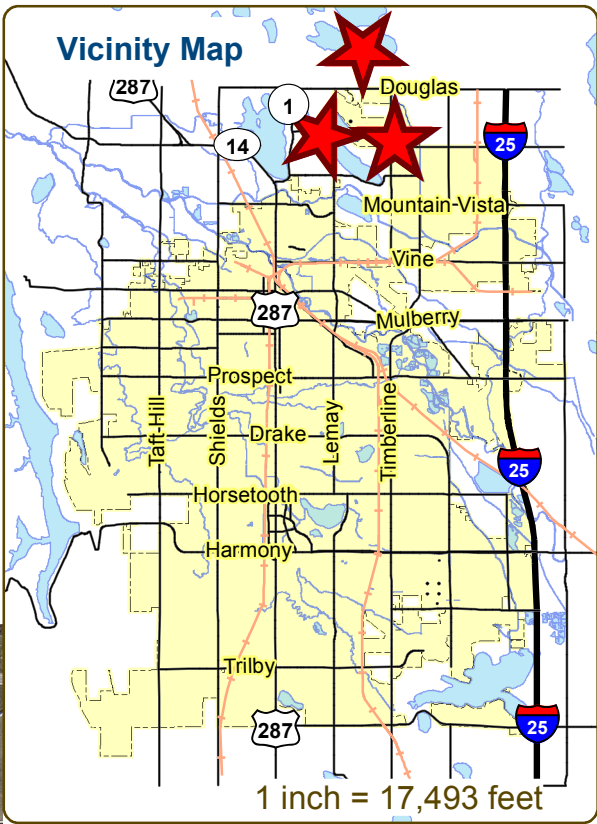 Vicinity Map
287
Douglas
1
14
25
Mountain-Vista
Vine
287
Mulberry
Prospect
Taft-Hill
Shields
Lemay
Timberline
Drake
25
Horsetooth
Harmony
Trilby
287
25
1 inch = 17,493 feet